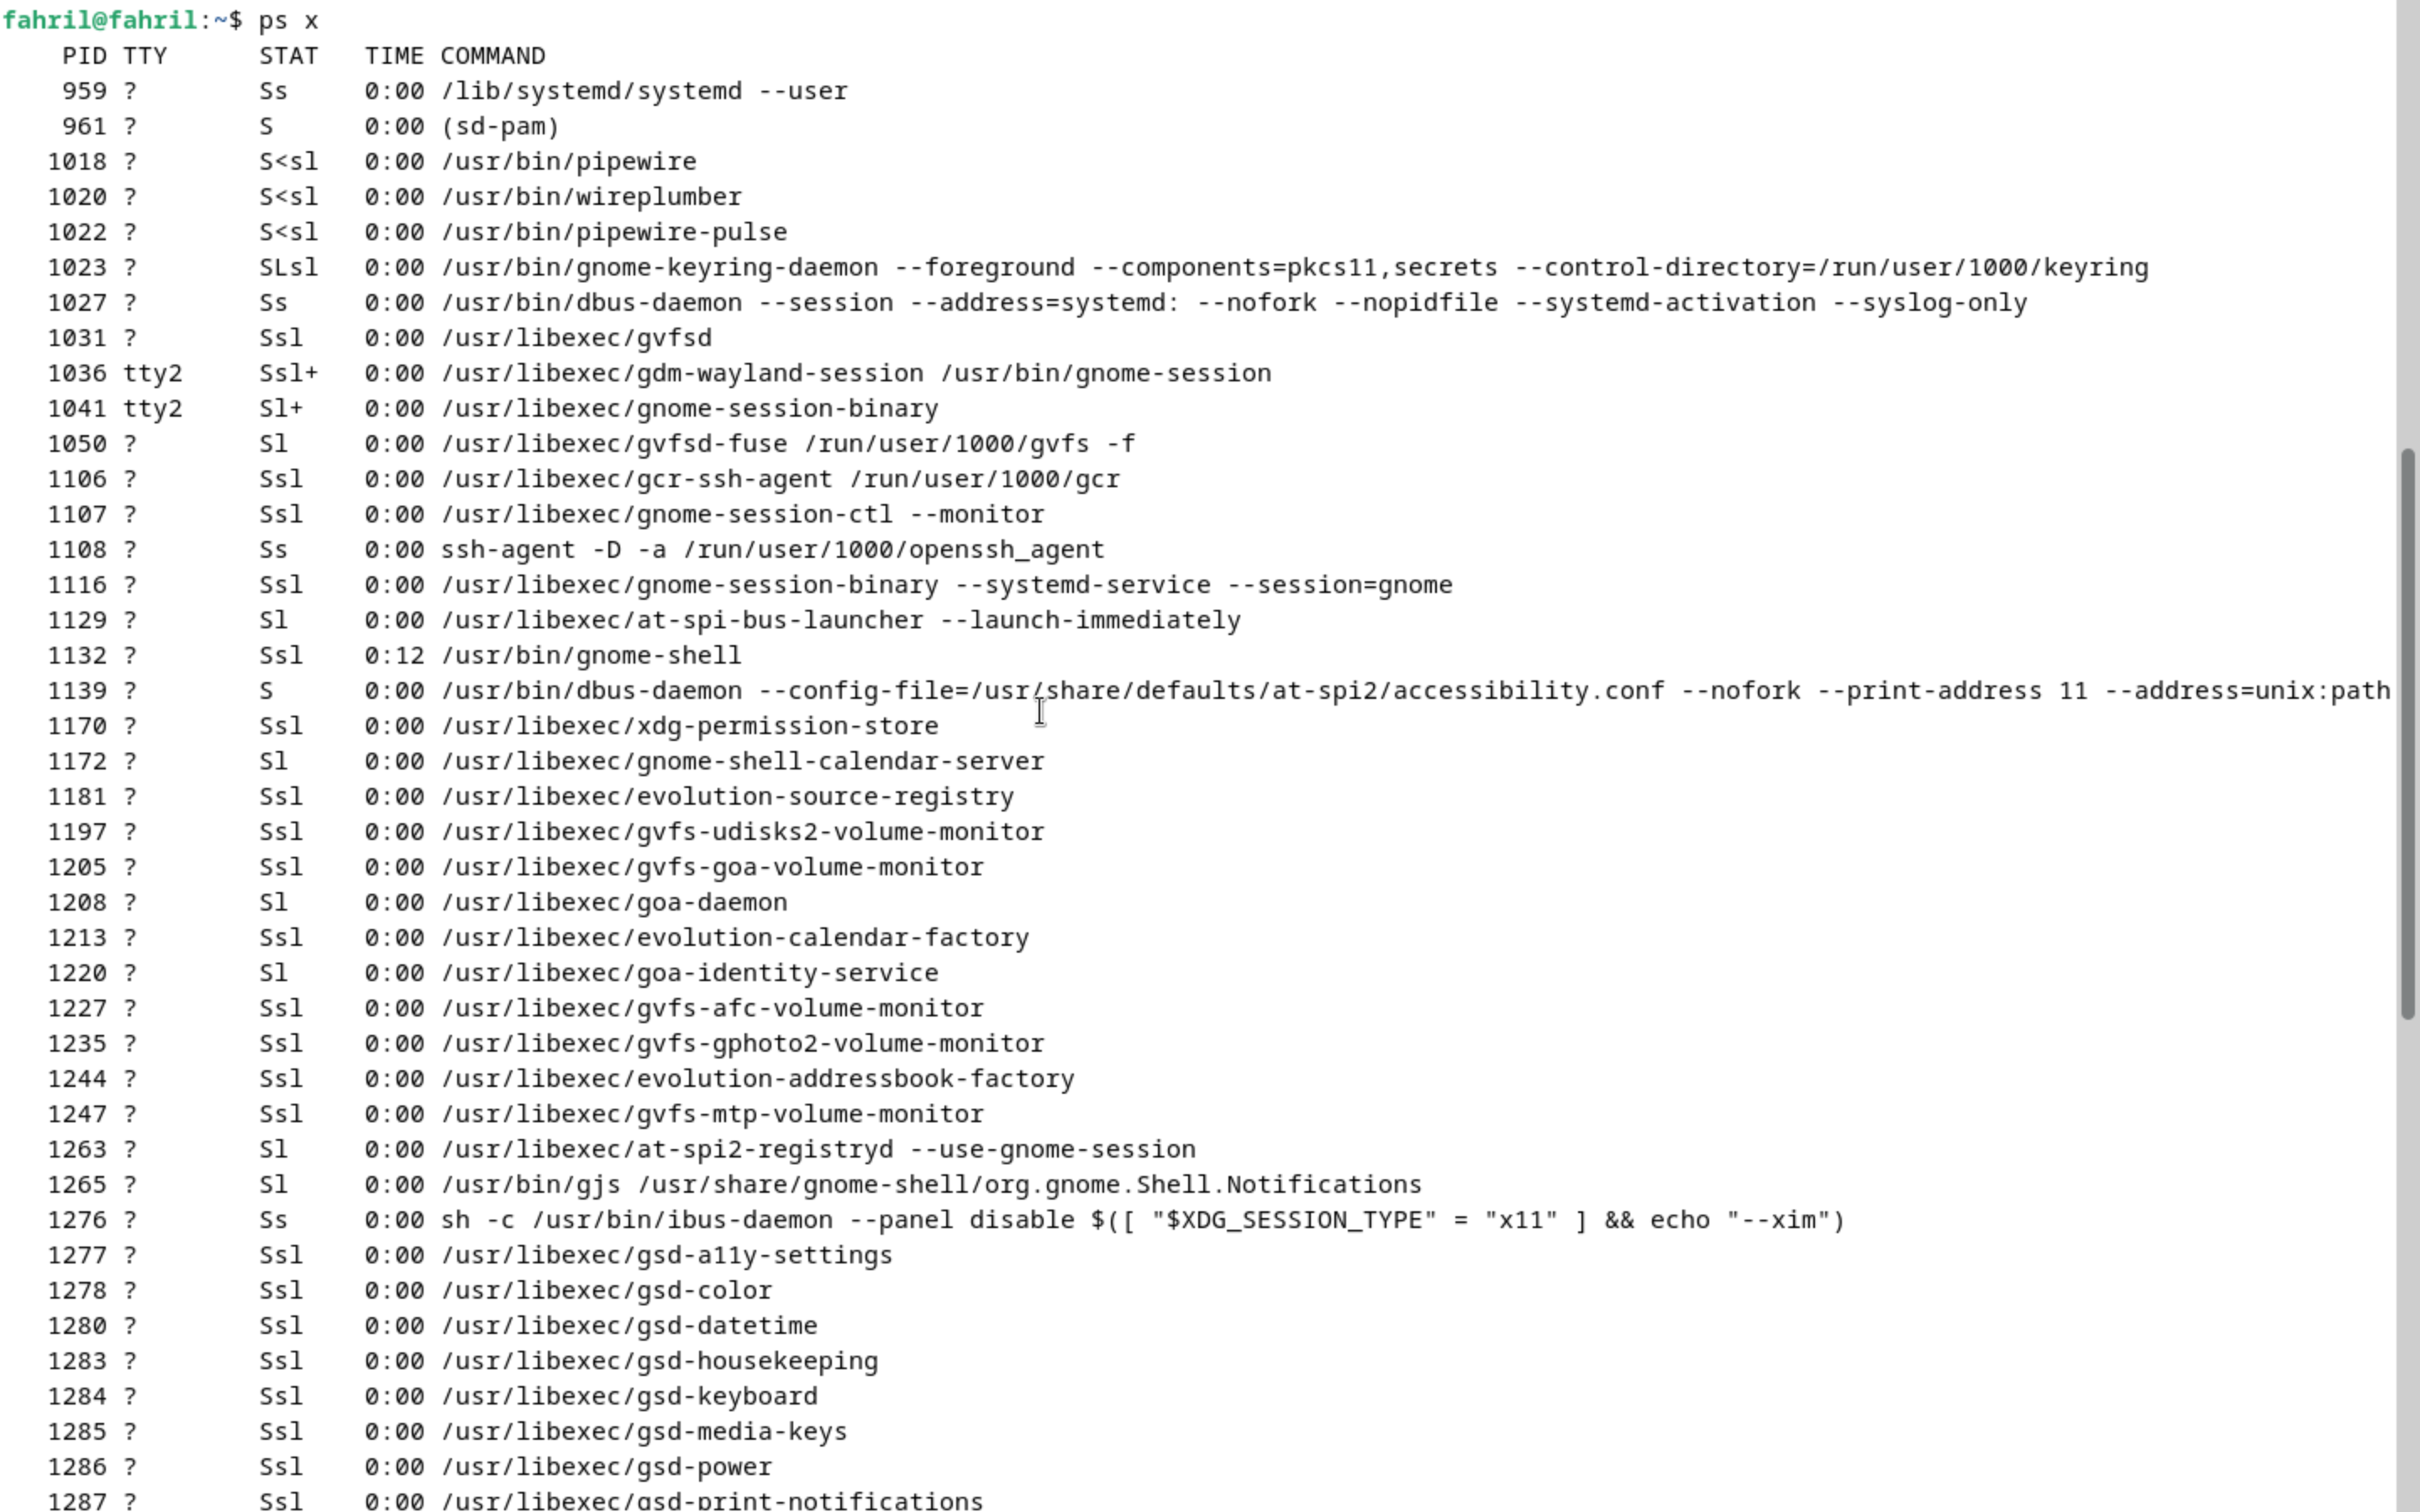 fahril@fahril:~$ ps x
    PID TTY      STAT   TIME COMMAND
    959 ?        Ss     0:00 /lib/systemd/systemd --user
    961 ?        S      0:00 (sd-pam)
   1018 ?        S<sl   0:00 /usr/bin/pipewire
   1020 ?        S<sl   0:00 /usr/bin/wireplumber
   1022 ?        S<sl   0:00 /usr/bin/pipewire-pulse
   1023 ?        SLsl   0:00 /usr/bin/gnome-keyring-daemon --foreground --components=pkcs11,secrets --control-directory=/run/user/1000/keyring
   1027 ?        Ss     0:00 /usr/bin/dbus-daemon --session --address=systemd: --nofork --nopidfile --systemd-activation --syslog-only
   1031 ?        Ssl    0:00 /usr/libexec/gvfsd
   1036 tty2     Ssl+   0:00 /usr/libexec/gdm-wayland-session /usr/bin/gnome-session
   1041 tty2     Sl+    0:00 /usr/libexec/gnome-session-binary
   1050 ?        Sl     0:00 /usr/libexec/gvfsd-fuse /run/user/1000/gvfs -f
   1106 ?        Ssl    0:00 /usr/libexec/gcr-ssh-agent /run/user/1000/gcr
   1107 ?        Ssl    0:00 /usr/libexec/gnome-session-ctl --monitor
   1108 ?        Ss     0:00 ssh-agent -D -a /run/user/1000/openssh_agent
   1116 ?        Ssl    0:00 /usr/libexec/gnome-session-binary --systemd-service --session=gnome
   1129 ?        Sl     0:00 /usr/libexec/at-spi-bus-launcher --launch-immediately
   1132 ?        Ssl    0:12 /usr/bin/gnome-shell
   1139 ?        S      0:00 /usr/bin/dbus-daemon --config-file=/usr/share/defaults/at-spi2/accessibility.conf --nofork --print-address 11 --address=unix:path
   1170 ?        Ssl    0:00 /usr/libexec/xdg-permission-store
   1172 ?        Sl     0:00 /usr/libexec/gnome-shell-calendar-server
   1181 ?        Ssl    0:00 /usr/libexec/evolution-source-registry
   1197 ?        Ssl    0:00 /usr/libexec/gvfs-udisks2-volume-monitor
   1205 ?        Ssl    0:00 /usr/libexec/gvfs-goa-volume-monitor
   1208 ?        Sl     0:00 /usr/libexec/goa-daemon
   1213 ?        Ssl    0:00 /usr/libexec/evolution-calendar-factory
   1220 ?        Sl     0:00 /usr/libexec/goa-identity-service
   1227 ?        Ssl    0:00 /usr/libexec/gvfs-afc-volume-monitor
   1235 ?        Ssl    0:00 /usr/libexec/gvfs-gphoto2-volume-monitor
   1244 ?        Ssl    0:00 /usr/libexec/evolution-addressbook-factory
   1247 ?        Ssl    0:00 /usr/libexec/gvfs-mtp-volume-monitor
   1263 ?        Sl     0:00 /usr/libexec/at-spi2-registryd --use-gnome-session
   1265 ?        Sl     0:00 /usr/bin/gjs /usr/share/gnome-shell/org.gnome.Shell.Notifications
   1276 ?        Ss     0:00 sh -c /usr/bin/ibus-daemon --panel disable $([ "$XDG_SESSION_TYPE" = "x11" ] && echo "--xim")
   1277 ?        Ssl    0:00 /usr/libexec/gsd-a11y-settings
   1278 ?        Ssl    0:00 /usr/libexec/gsd-color
   1280 ?        Ssl    0:00 /usr/libexec/gsd-datetime
   1283 ?        Ssl    0:00 /usr/libexec/gsd-housekeeping
   1284 ?        Ssl    0:00 /usr/libexec/gsd-keyboard
   1285 ?        Ssl    0:00 /usr/libexec/gsd-media-keys
   1286 ?        Ssl    0:00 /usr/libexec/gsd-power
   1287 ?        Ssl    0:00 /usr/libexec/gsd-print-notifications